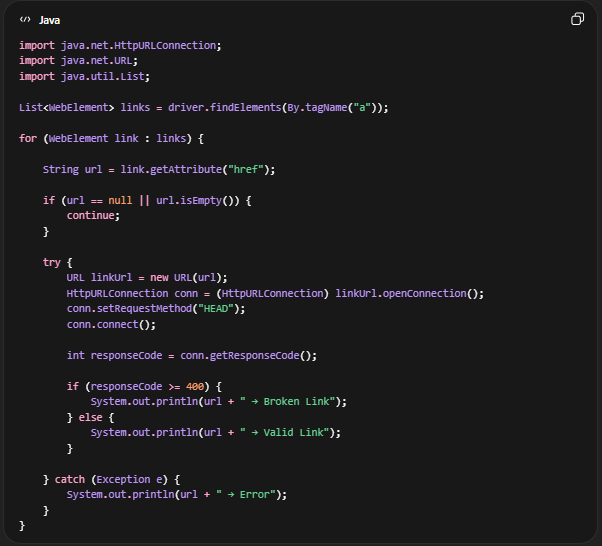 Java
import java.net.HttpURLConnection;
import java.net.URL;
import java.util.List;
List<WebElement> links = driver.findElements(By.tagName("a"));
for (WebElement link : links) {
String url = link.getAttribute("href");
if (url == null || url.isEmpty()) {
continue;
}
try {
URL linkUrl = new URL(url);
HttpURLConnection conn = (HttpURLConnection) linkUrl.openConnection();
conn.setRequestMethod("HEAD");
conn.connect();
int responseCode = conn.getResponseCode();
if (responseCode >= 400) {
System.out.println(url + " → Broken Link");
} else {
System.out.println(url + " → Valid Link");
}
} catch (Exception e) {
System.out.println(url + " → Error");
}
}